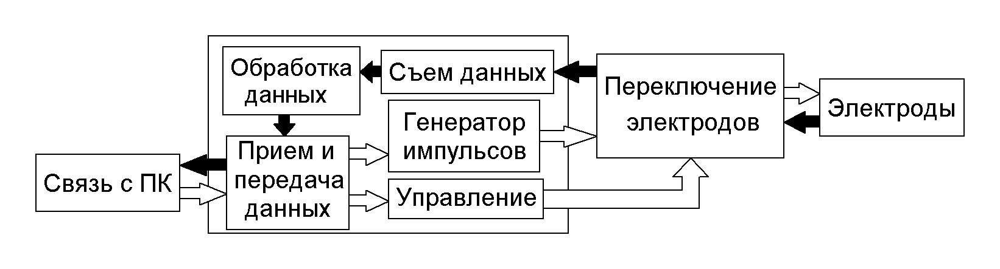 Обработка
данных
Съем данных
Переключение
электродов
Электроды
Генератор
импульсов
Прием и
передача
данных
Связь с ПК
Управление